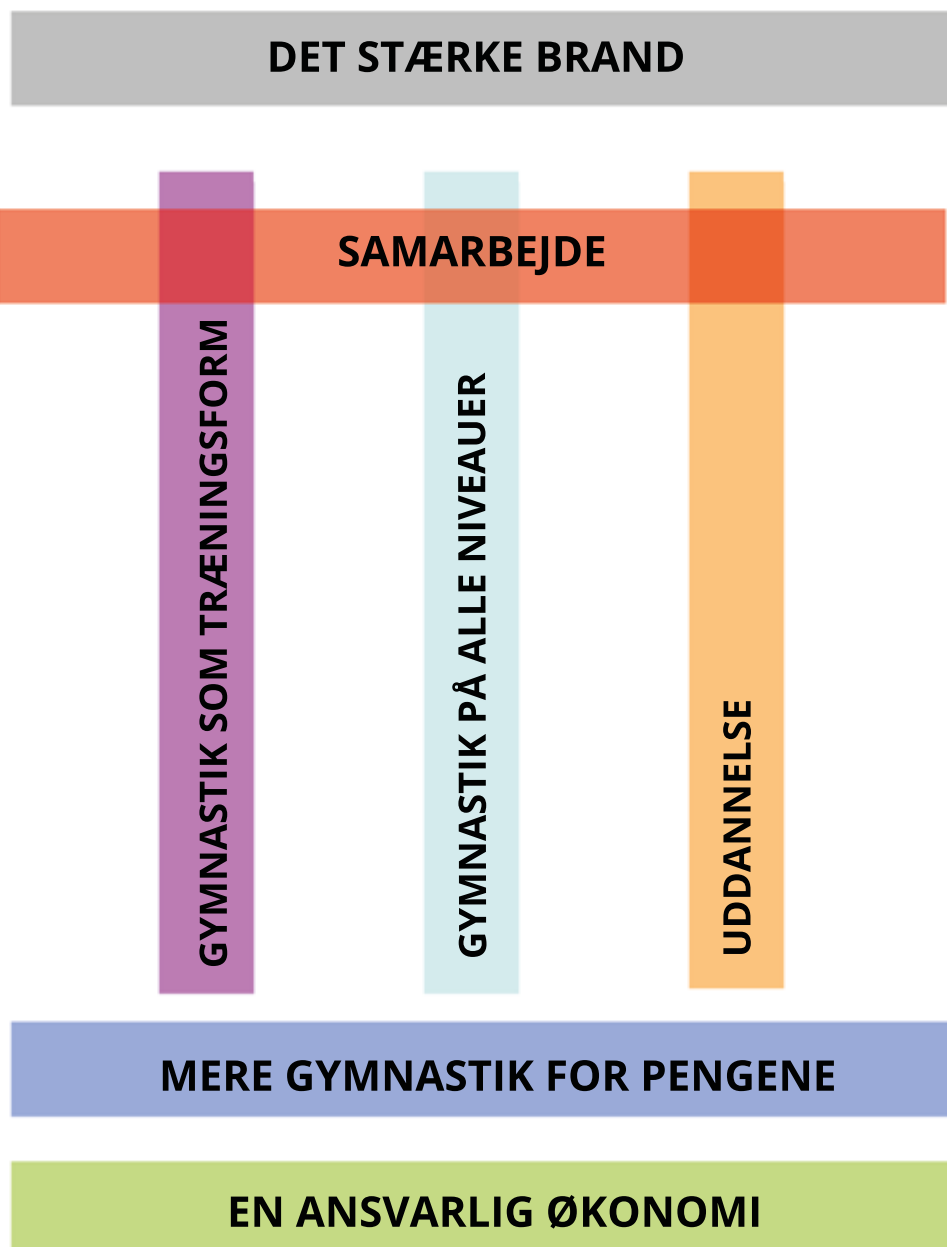 DET STÆRKE BRAND
SAMARBEJDE
GYMNASTIK SOM TRÆNINGSFORM
GYMNASTIK PÅ ALLE NIVEAUER
UDDANNELSE
MERE GYMNASTIK FOR PENGENE
EN ANSVARLIG ØKONOMI